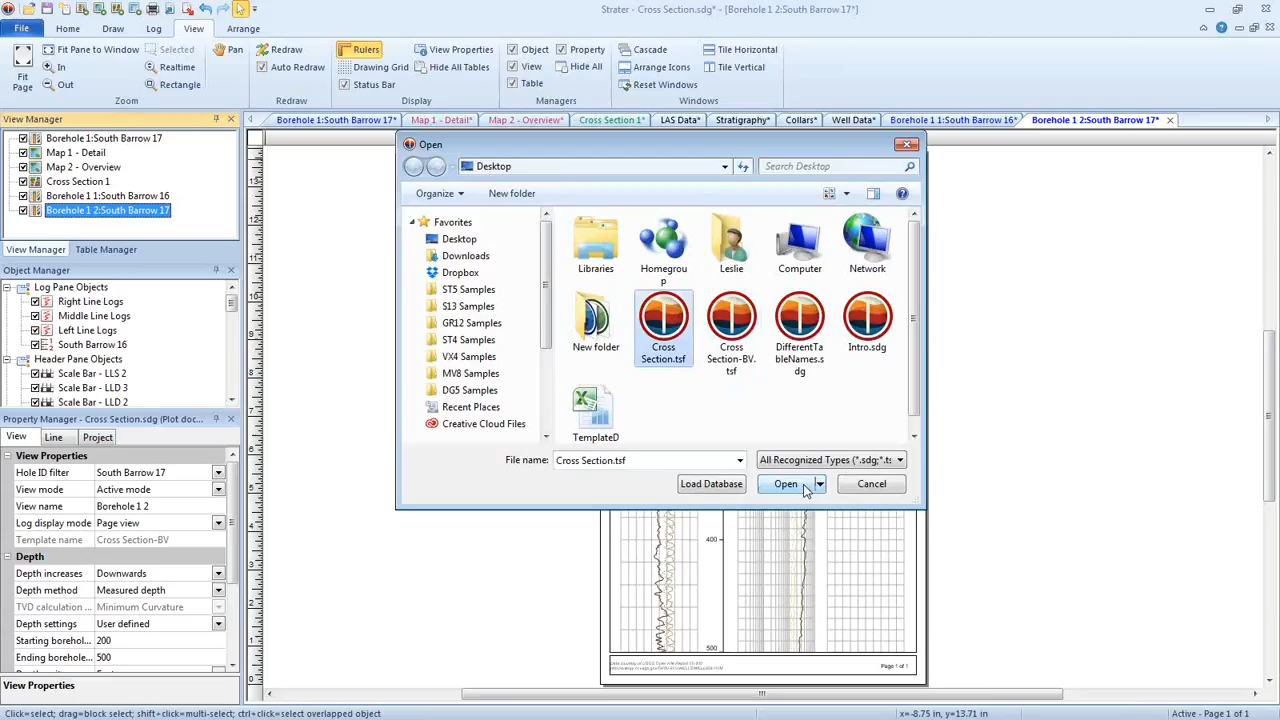 Strater - Cross Section.sdg* - [Borehole 1 2:South Barrow 17*]
File Home Draw Log View Arrange
Fit Page
Fit Pane to Window Selected Pan
In Realtime
Out Rectangle
Zoom
Redraw
Auto Redraw
Redraw
Rulers View Properties
Drawing Grid Hide All Tables
Status Bar
Display
Object Property
View Hide All
Table
Managers
Cascade Tile Horizontal
Arrange Icons Tile Vertical
Reset Windows
Windows
View Manager
Borehole 1:South Barrow 17
Map 1 - Detail
Map 2 - Overview
Cross Section 1
Borehole 1 1:South Barrow 16
Borehole 1 2:South Barrow 17
View Manager Table Manager
Object Manager
Log Pane Objects
Right Line Logs
Middle Line Logs
Left Line Logs
South Barrow 16
Header Pane Objects
Scale Bar - LLS 2
Scale Bar - LLD 3
Scale Bar - LLD 2
Property Manager - Cross Section.sdg (Plot doc...
View Line Project
View Properties
Hole ID filter South Barrow 17
View mode Active mode
View name Borehole 1 2
Log display mode Page view
Template name Cross Section-BV
Depth
Depth increases Downwards
Depth method Measured depth
TVD calculation ... Minimum Curvature
Depth settings User defined
Starting borehol... 200
Ending borehole... 500
View Properties
Borehole 1:South Barrow 17* Map 1 - Detail* Map 2 - Overview* Cross Section 1* LAS Data* Stratigraphy* Collars* Well Data* Borehole 1 1:South Barrow 16* Borehole 1 2:South Barrow 17*
Open
Desktop
Search Desktop
Organize New folder
Favorites
Desktop
Downloads
Dropbox
ST5 Samples
S13 Samples
GR12 Samples
ST4 Samples
VX4 Samples
MV8 Samples
DG5 Samples
Recent Places
Creative Cloud Files
Libraries
Homegrou
p
Leslie
Computer
Network
New folder
Cross
Section.tsf
Cross
Section-BV.
tsf
DifferentTa
bleNames.s
dg
Intro.sdg
TemplateD
File name: Cross Section.tsf All Recognized Types (*.sdg;*.ts
Load Database Open Cancel
400
500
Page 1 of 1
Click=select; drag=block select; shift+click=multi-select; ctrl+click=select overlapped object
x=-8.75 in, y=13.71 in
Active - Page 1 of 1